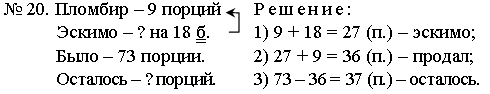 № 20. Пломбир – 9 порций
Эскимо – ? на 18 б.
Было – 73 порции.
Осталось – ? порций.
Решение:
1) 9 + 18 = 27 (п.) – эскимо;
2) 27 + 9 = 36 (п.) – продал;
3) 73 – 36 = 37 (п.) – осталось.